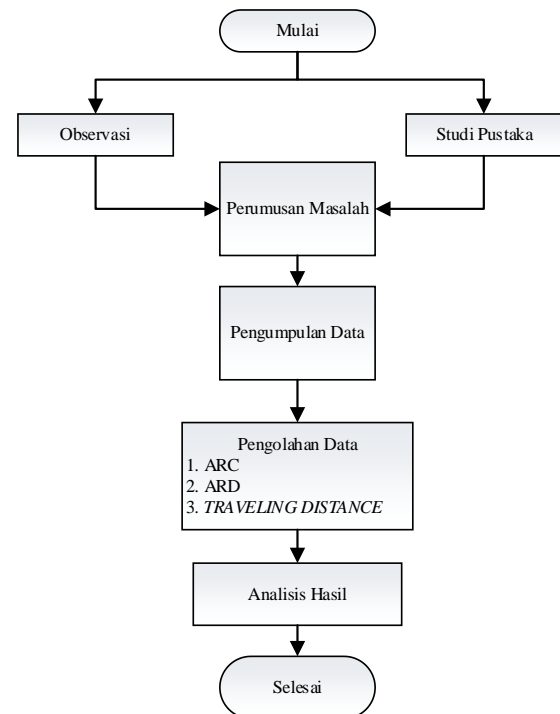 Mulai
Observasi
Studi Pustaka
Perumusan Masalah
Pengumpulan Data
Pengolahan Data
1. ARC
2. ARD
3. TRAVELING DISTANCE
Analisis Hasil
Selesai